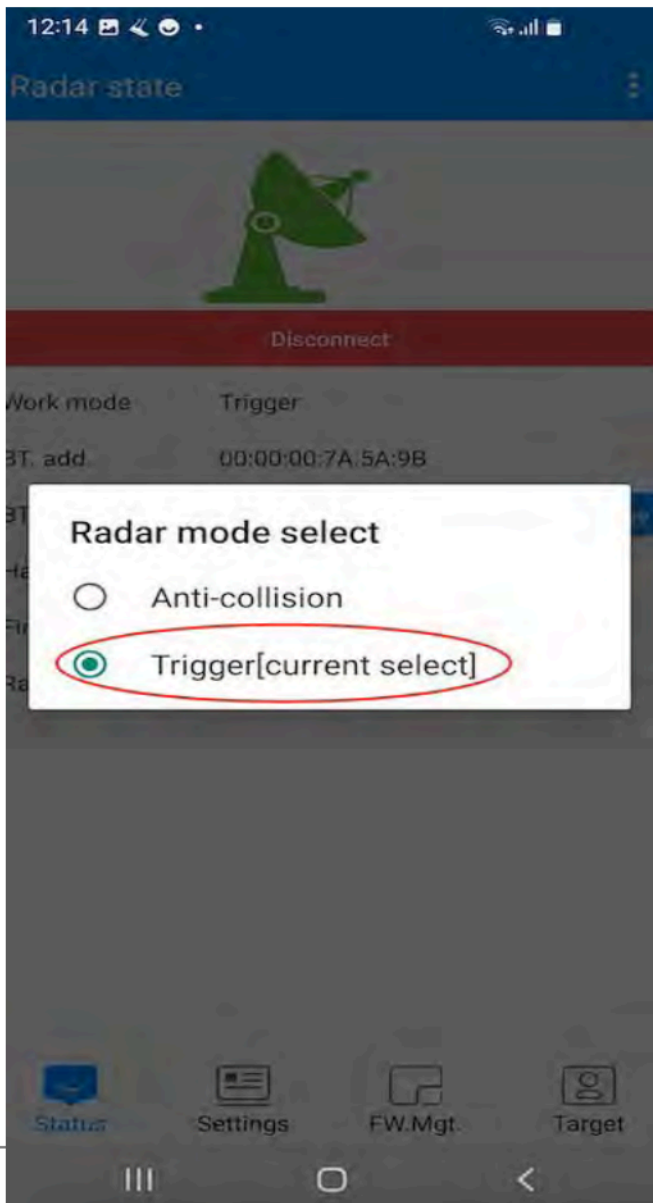 12:14
Radar state
Disconnect
Work mode Trigger
BT. add. 00:00:00:7A:5A:9B
Radar mode select
Anti-collision
Trigger[current select]
Status Settings FW.Mgt. Target